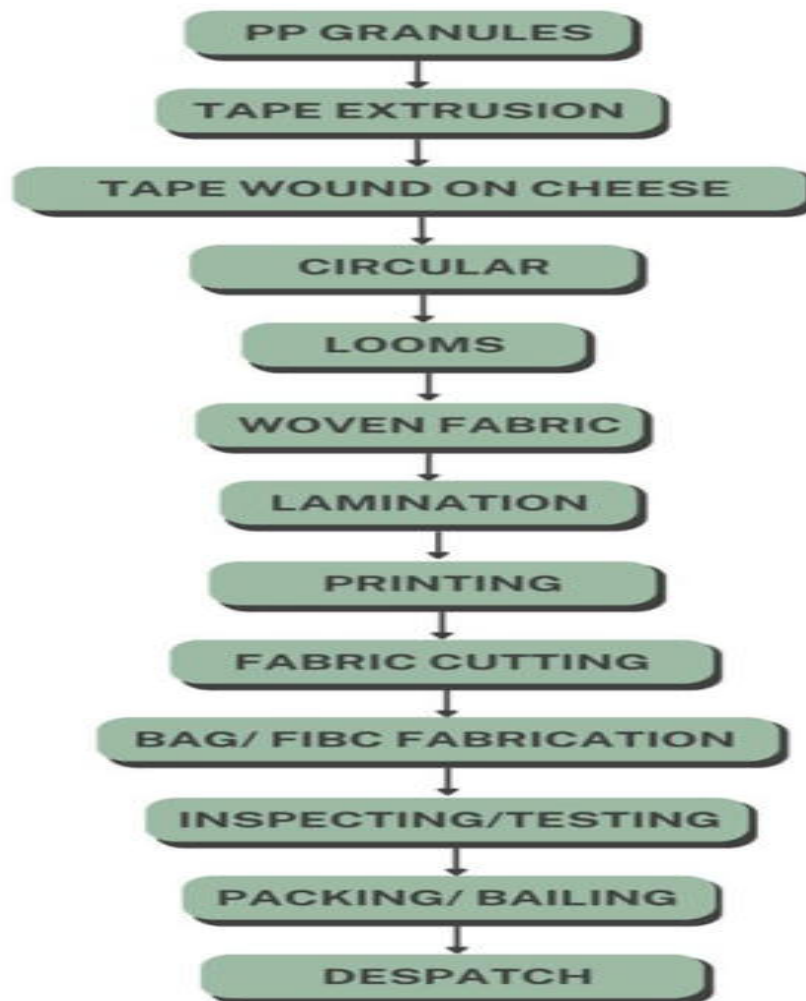 PP GRANULES
TAPE EXTRUSION
TAPE WOUND ON CHEESE
CIRCULAR
LOOMS
WOVEN FABRIC
LAMINATION
PRINTING
FABRIC CUTTING
BAG/ FIBC FABRICATION
INSPECTING/TESTING
PACKING/ BAILING
DESPATCH